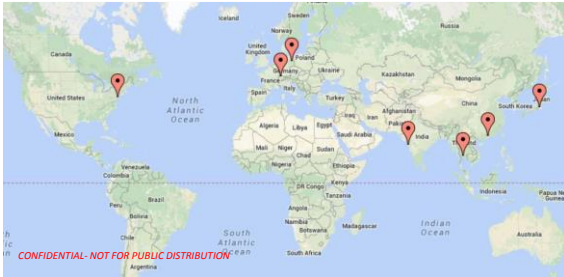 Iceland
Sweden
Norway
Russia
Canada
United
Kingdom
Poland
Germany
Ukraine
Kazakhstan
Mongolia
France
Italy
Spain
Turkey
United States
North
Atlantic
Ocean
China
South Korea
Afghanistan
Iraq
Iran
Algeria
Libya
Egypt
Saudi Arabia
India
Mexico
Mali
Niger
Chad
Sudan
Nigeria
Ethiopia
Venezuela
Colombia
DR Congo
Kenya
Tanzania
Indonesia
Papua New
Guinea
Peru
Brazil
Bolivia
Angola
Namibia
Botswana
Madagascar
Indian
Ocean
Chile
South
Atlantic
Ocean
Australia
South Africa
Argentina
CONFIDENTIAL- NOT FOR PUBLIC DISTRIBUTION